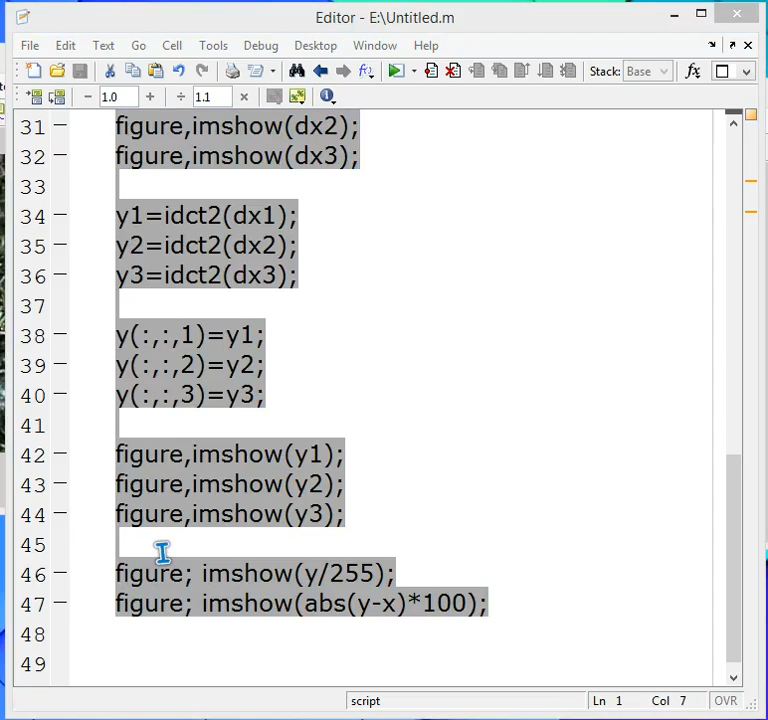 Editor - E:\Untitled.m
File Edit Text Go Cell Tools Debug Desktop Window Help
Stack: Base fx
− 1.0 + ÷ 1.1 ×
31 figure,imshow(dx2);
32 figure,imshow(dx3);
33
34 y1=idct2(dx1);
35 y2=idct2(dx2);
36 y3=idct2(dx3);
37
38 y(:,:,1)=y1;
39 y(:,:,2)=y2;
40 y(:,:,3)=y3;
41
42 figure,imshow(y1);
43 figure,imshow(y2);
44 figure,imshow(y3);
45
46 figure; imshow(y/255);
47 figure; imshow(abs(y-x)*100);
48
49
script Ln 1 Col 7 OVR